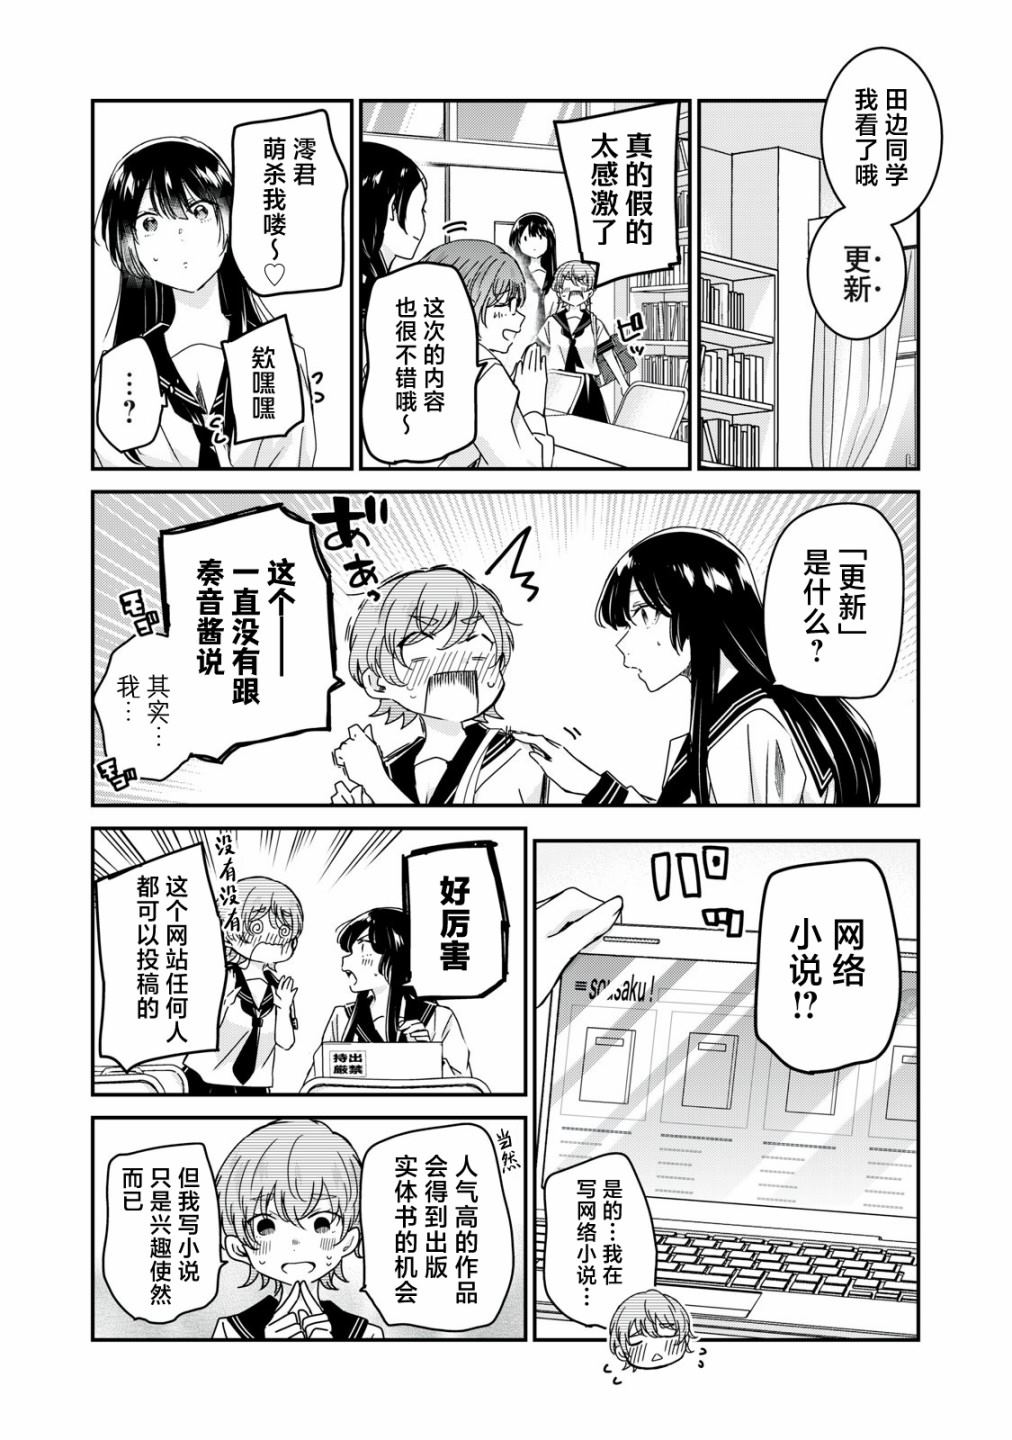 田边同学
我看了哦
更新
真的假的
太感激了
这次的内容
也很不错哦～
澪君
萌杀我喽～♡
欸嘿嘿
…?
「更新」
是什么?
あ゙
あぁ
这个——
一直没有跟
奏音酱说
其实…
我…
网络
小说!?
sousaku!
是的…我在
写网络小说…
好厉害
没有没有
这个网站任何人
都可以投稿的
持出
厳禁
当然
人气高的作品
会得到出版
实体书的机会
但我写小说
只是兴趣使然
而已